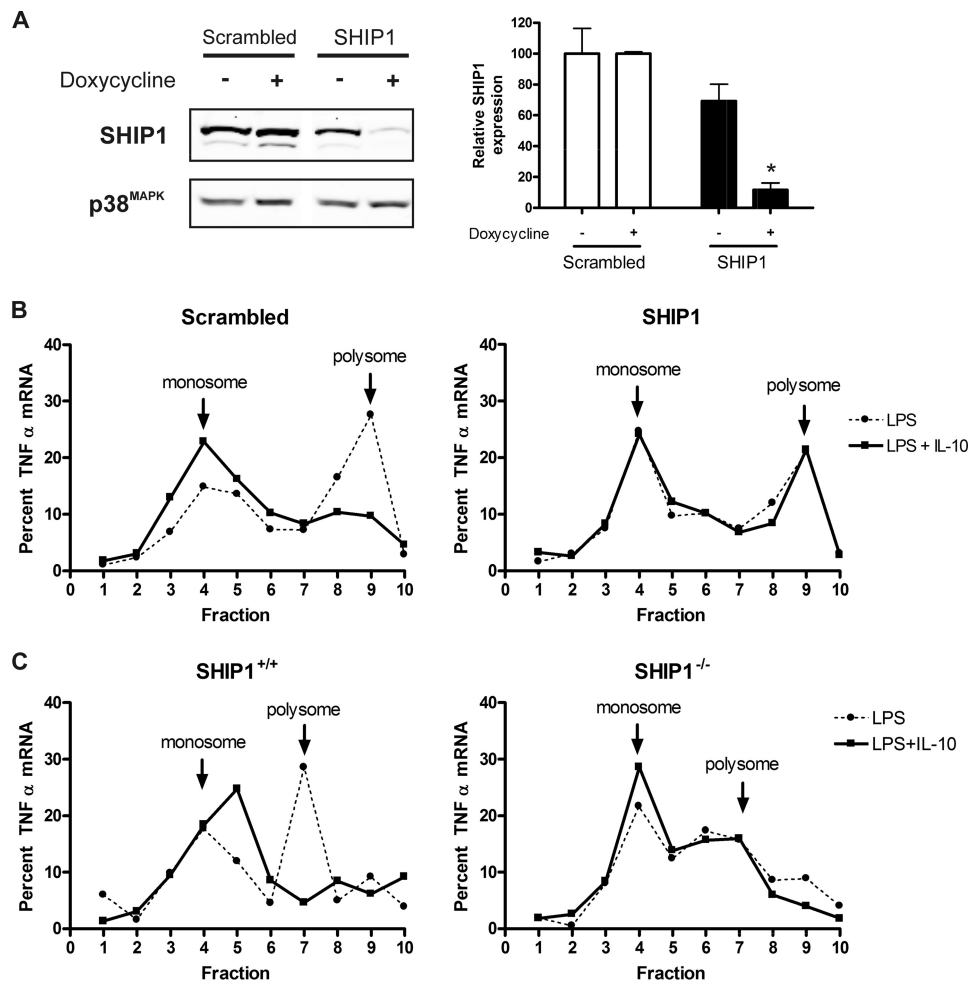 A
Scrambled SHIP1
Doxycycline - + - +
SHIP1
p38MAPK
Relative SHIP1 expression
120
100
80
60
40
20
0
*
Doxycycline - + - +
Scrambled SHIP1
B
Scrambled
Percent TNF α mRNA
40
30
20
10
0
monosome
polysome
0 1 2 3 4 5 6 7 8 9 10
Fraction
SHIP1
Percent TNF α mRNA
40
30
20
10
0
monosome
polysome
0 1 2 3 4 5 6 7 8 9 10
Fraction
LPS
LPS + IL-10
C
SHIP1+/+
Percent TNF α mRNA
40
30
20
10
0
monosome
polysome
0 1 2 3 4 5 6 7 8 9 10
Fraction
SHIP1-/-
Percent TNF α mRNA
40
30
20
10
0
monosome
polysome
0 1 2 3 4 5 6 7 8 9 10
Fraction
LPS
LPS+IL-10